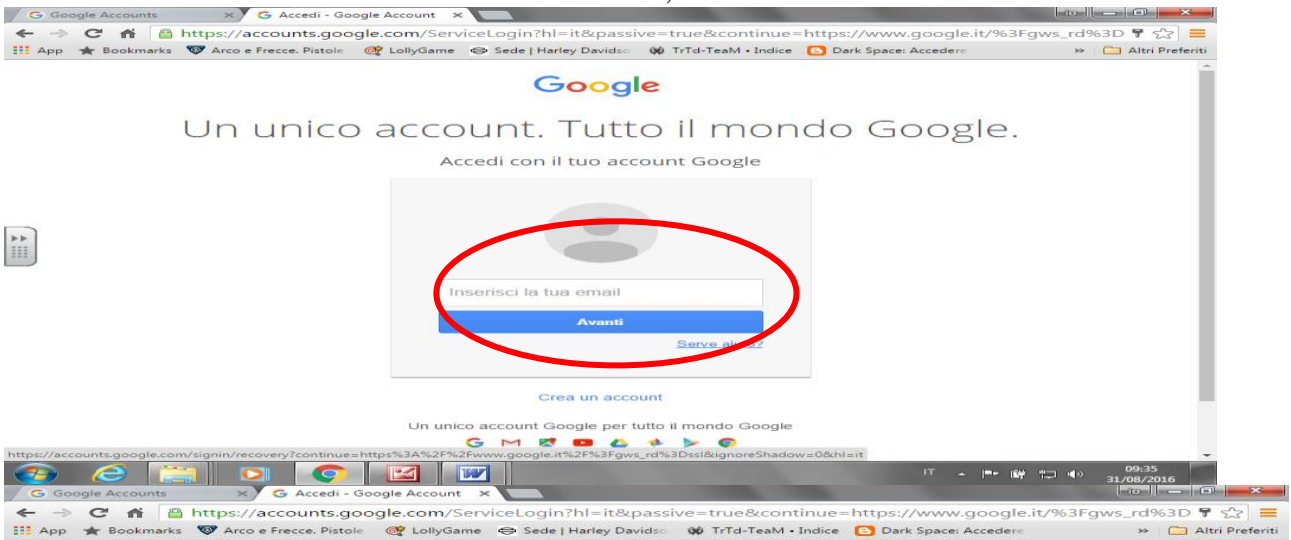 Google Accounts Accedi - Google Account
https://accounts.google.com/ServiceLogin?hl=it&passive=true&continue=https://www.google.it/%3Fgws_rd%3D
App Bookmarks Arco e Frecce. Pistole LollyGame Sede | Harley Davidso TrTd-TeaM • Indice Dark Space: Accedere » Altri Preferiti
Google
Un unico account. Tutto il mondo Google.
Accedi con il tuo account Google
Inserisci la tua email
Avanti
Serve
Crea un account
Un unico account Google per tutto il mondo Google
https://accounts.google.com/signin/recovery?continue=https%3A%2F%2Fwww.google.it%2F%3Fgws_rd%3Dssl&ignoreShadow=0&hl=it
IT 09:35
31/08/2016
Google Accounts Accedi - Google Account
https://accounts.google.com/ServiceLogin?hl=it&passive=true&continue=https://www.google.it/%3Fgws_rd%3D
App Bookmarks Arco e Frecce. Pistole LollyGame Sede | Harley Davidso TrTd-TeaM • Indice Dark Space: Accedere » Altri Preferiti